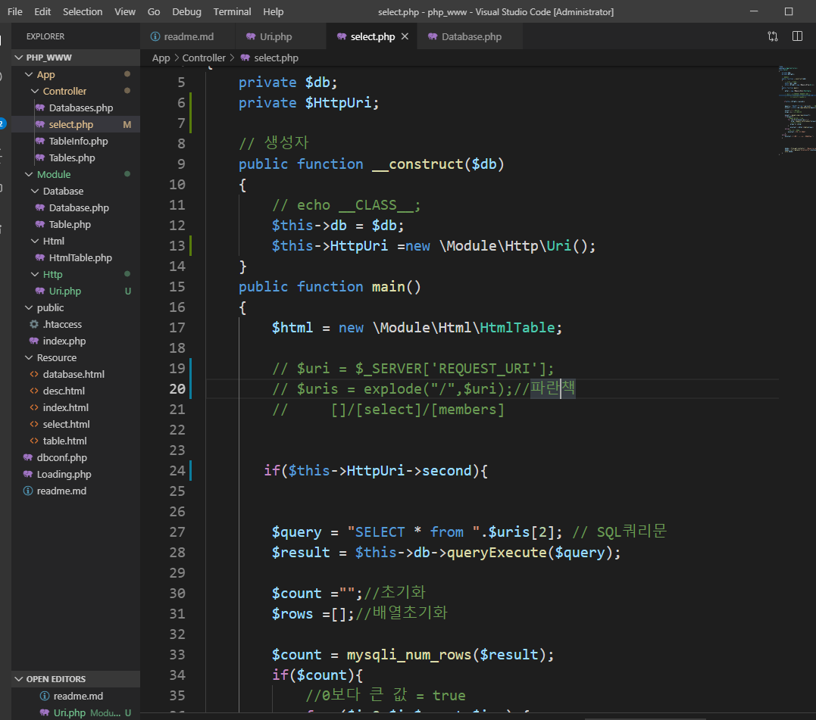 File Edit Selection View Go Debug Terminal Help select.php - php_www - Visual Studio Code [Administrator]
EXPLORER
PHP_WWW
App
Controller
Databases.php
select.php M
TableInfo.php
Tables.php
Module
Database
Database.php
Table.php
Html
HtmlTable.php
Http
Uri.php U
public
.htaccess
index.php
Resource
database.html
desc.html
index.html
select.html
table.html
dbconf.php
Loading.php
readme.md
OPEN EDITORS
readme.md
Uri.php Modu... U
readme.md Uri.php select.php Database.php
App > Controller > select.php
5 private $db;
6 private $HttpUri;
7
8 // 생성자
9 public function __construct($db)
10 {
11 // echo __CLASS__;
12 $this->db = $db;
13 $this->HttpUri =new \Module\Http\Uri();
14 }
15 public function main()
16 {
17 $html = new \Module\Html\HtmlTable;
18
19 // $uri = $_SERVER['REQUEST_URI'];
20 // $uris = explode("/",$uri);//파란책
21 // []/[select]/[members]
22
23
24 if($this->HttpUri->second){
25
26
27 $query = "SELECT * from ".$uris[2]; // SQL쿼리문
28 $result = $this->db->queryExecute($query);
29
30 $count ="";//초기화
31 $rows =[];//배열초기화
32
33 $count = mysqli_num_rows($result);
34 if($count){
35 //0보다 큰 값 = true